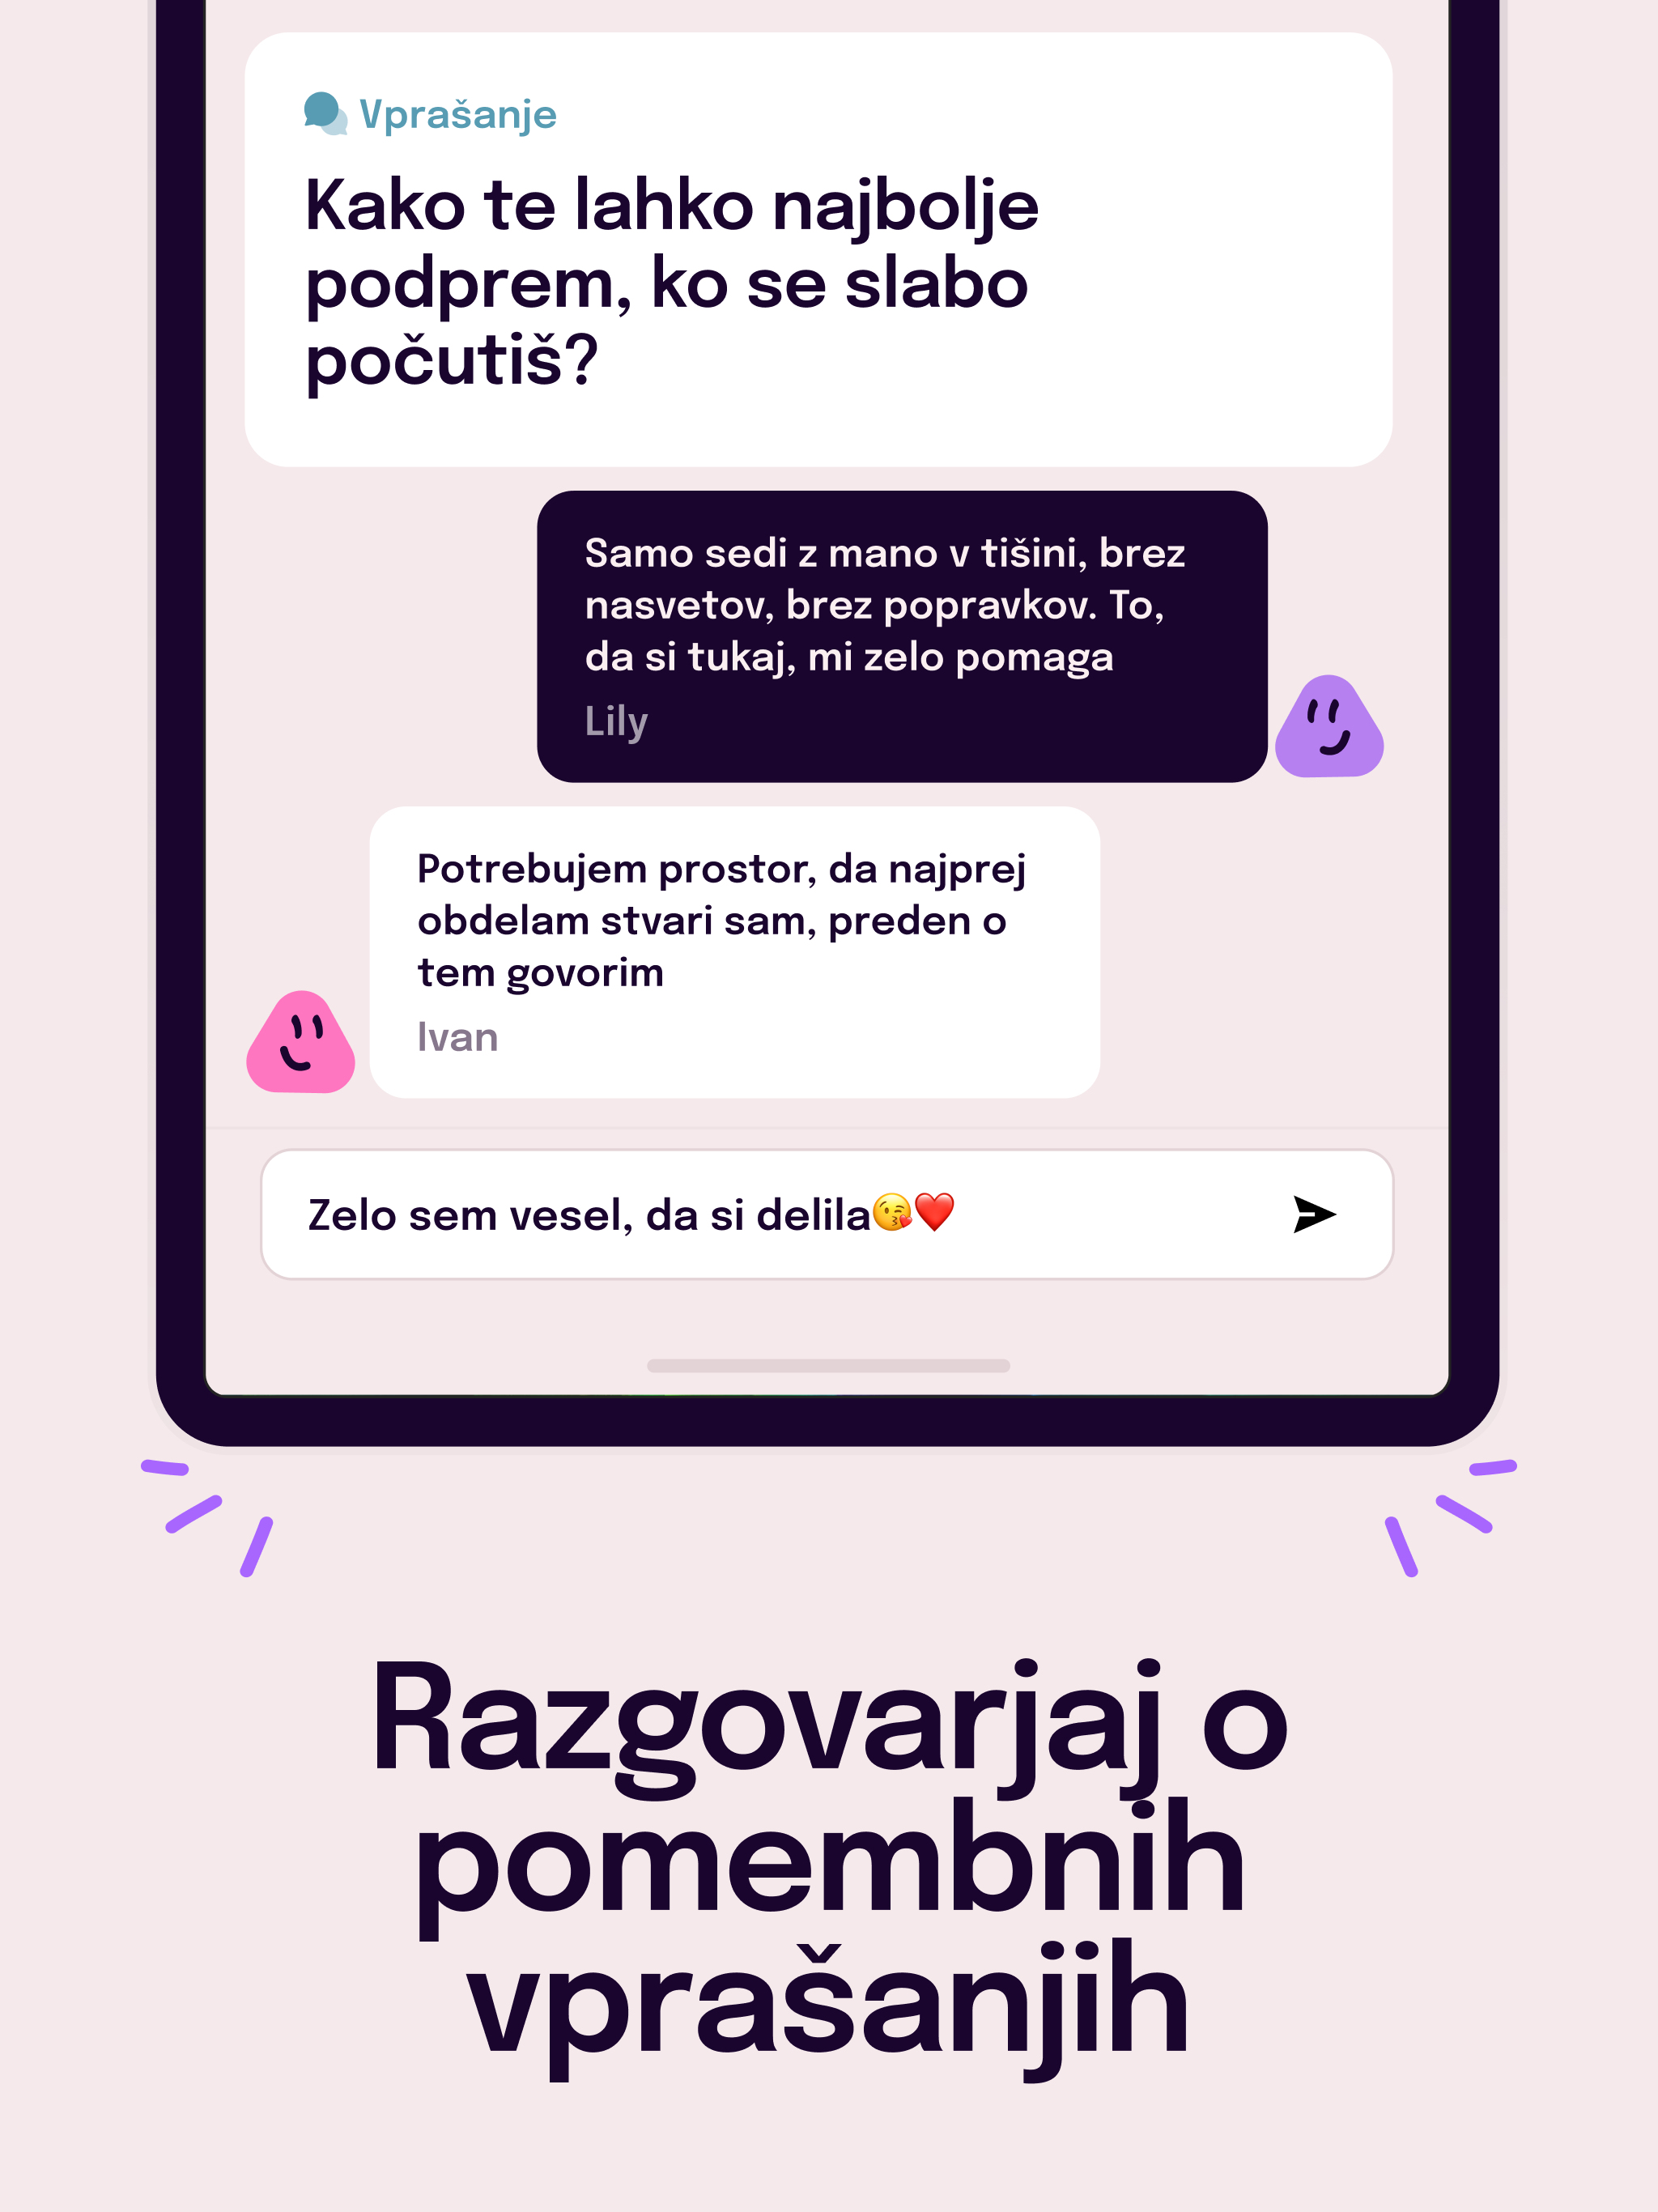 Vprašanje
Kako te lahko najbolje
podprem, ko se slabo
počutiš?
Samo sedi z mano v tišini, brez
nasvetov, brez popravkov. To,
da si tukaj, mi zelo pomaga
Lily
Potrebujem prostor, da najprej
obdelam stvari sam, preden o
tem govorim
Ivan
Zelo sem vesel, da si delila😘❤️
Razgovarjaj o
pomembnih
vprašanjih